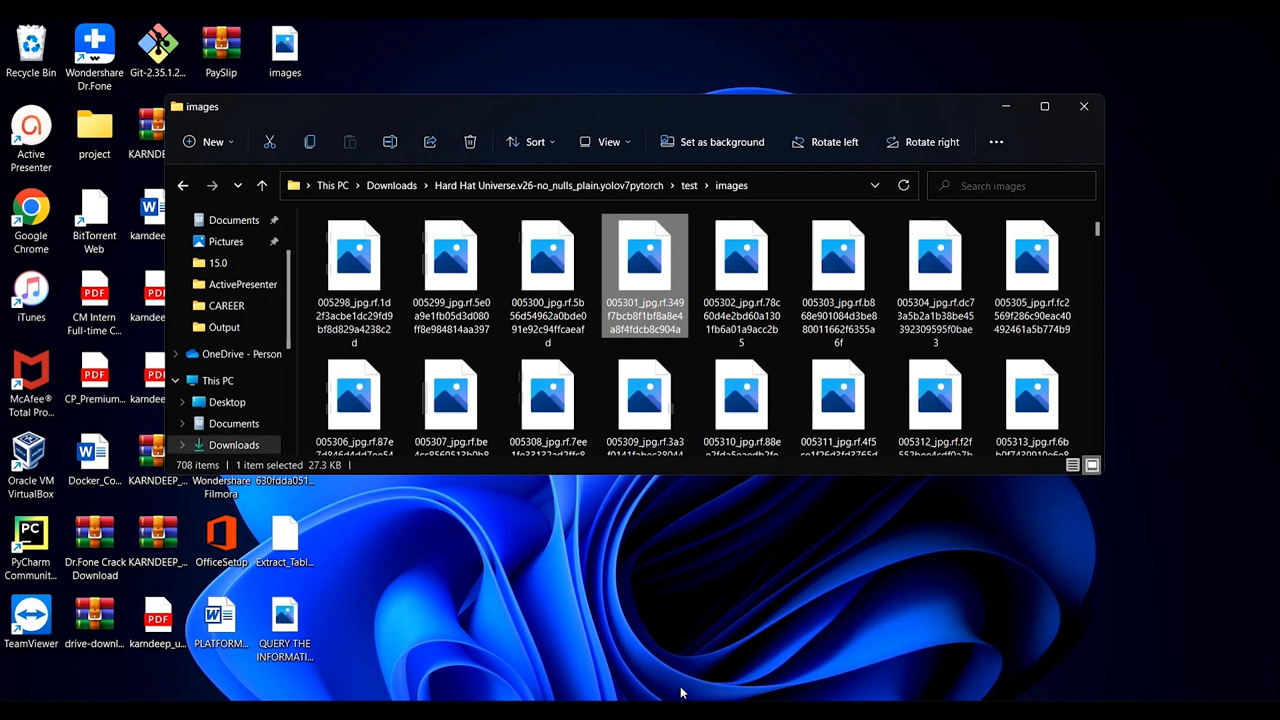 Recycle Bin
Wondershare
Dr.Fone
Git-2.35.1.2...
PaySlip
images
Active
Presenter
project
KARNDE
Google
Chrome
BitTorrent
Web
karndeep
iTunes
CM Intern
Full-time C...
McAfee®
Total Pro...
CP_Premium...
Oracle VM
VirtualBox
Docker_Co...
KARNDEEP_...
Wondershare
Filmora
630fdda051...
PyCharm
Communit...
Dr.Fone Crack
Download
KARNDEEP_...
OfficeSetup
Extract_Tabl...
TeamViewer
drive-downl...
karndeep_u...
PLATFORM...
QUERY THE
INFORMATI...
images
New
Sort
View
Set as background
Rotate left
Rotate right
This PC
Downloads
Hard Hat Universe.v26-no_nulls_plain.yolov7pytorch
test
images
Search images
Documents
Pictures
15.0
ActivePresenter
CAREER
Output
OneDrive - Person
This PC
Desktop
Documents
Downloads
005298_jpg.rf.1d
2f3acbe1dc29fd9
bf8d829a4238c2
d
005299_jpg.rf.5e0
a9e1fb05d3d080
ff8e984814aa397
005300_jpg.rf.5b
56d54962a0bde0
091e92c94ffcaeaf
d
005301_jpg.rf.349
f7bcb8f1bf8a8e4
a8f4fdcb8c904a
005302_jpg.rf.78c
60d4e2bd60a130
1fb6a01a9acc2b
5
005303_jpg.rf.b8
68e901084d3be8
80011662f6355a
6f
005304_jpg.rf.dc7
3a5b2a1b38be45
392309595f0bae
3
005305_jpg.rf.fc2
569f286c90eac40
492461a5b774b9
005306_jpg.rf.87e
005307_jpg.rf.be
005308_jpg.rf.7ee
005309_jpg.rf.3a3
005310_jpg.rf.88e
005311_jpg.rf.4f5
005312_jpg.rf.f2f
005313_jpg.rf.6b
708 items
1 item selected 27.3 KB